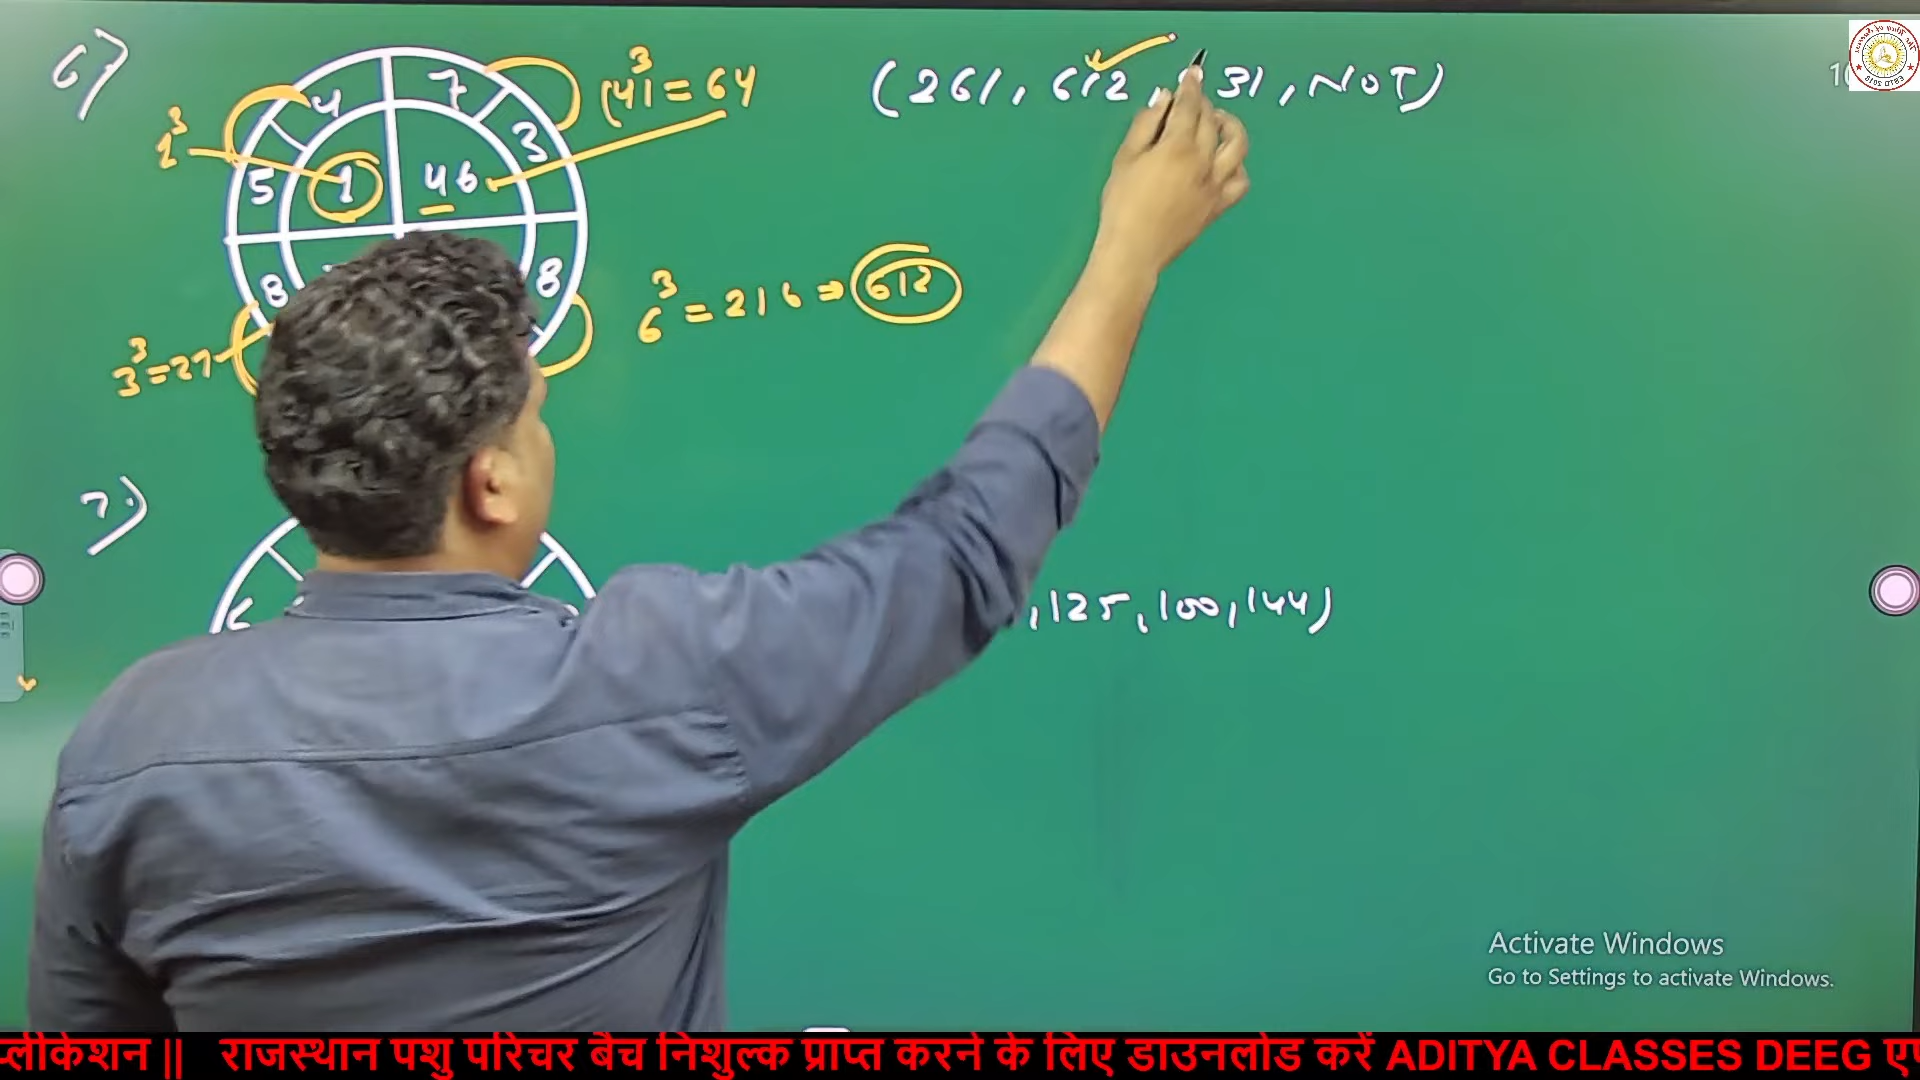 6)
4 7
(4)³ = 64
(261, 612, 31, NOT)
1³
5 1 46 3
8 8
6³ = 216 ⇒ 612
3³ = 27
7.)
, 125, 100, 144)
Activate Windows
Go to Settings to activate Windows.
प्लीकेशन || राजस्थान पशु परिचर बैच निशुल्क प्राप्त करने के लिए डाउनलोड करें ADITYA CLASSES DEEG